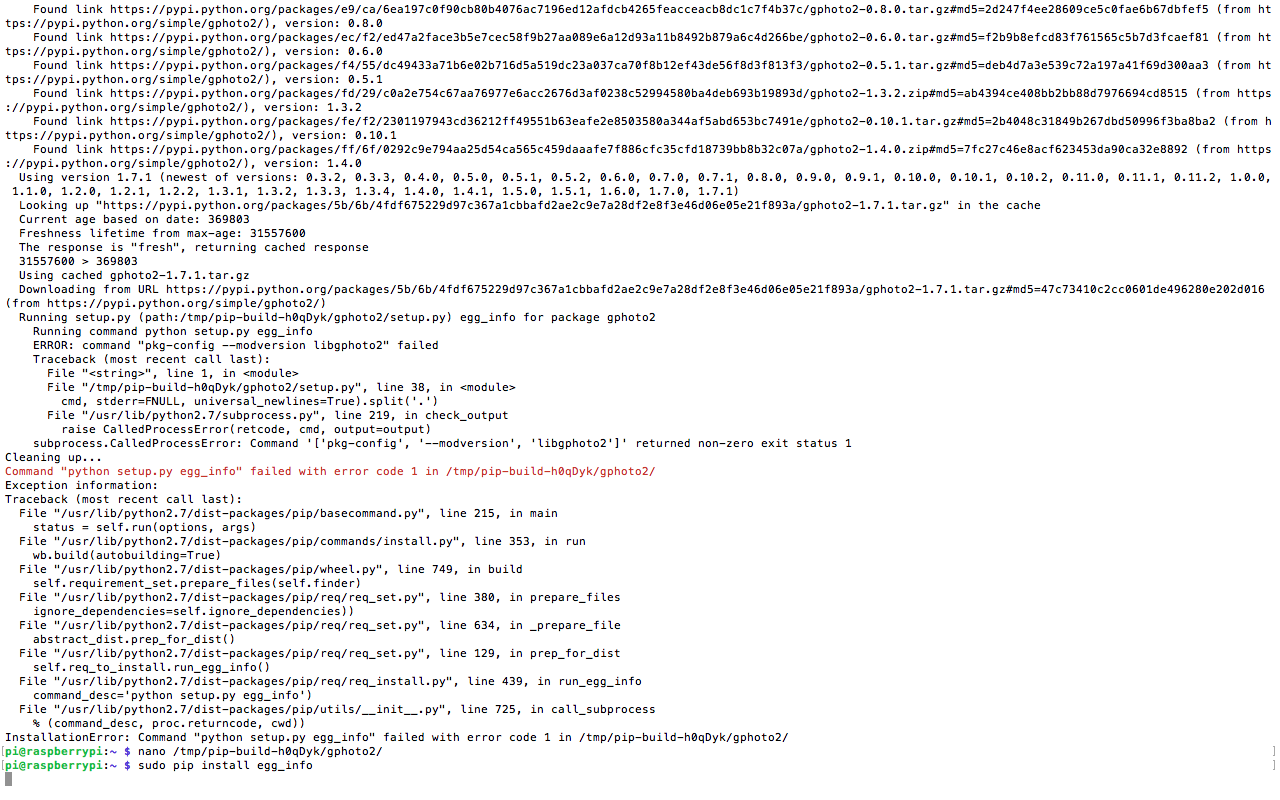 Found link https://pypi.python.org/packages/e9/ca/6ea197c0f90cb80b4076ac7196ed12afdcb4265feacceacb8dc1c7f4b37c/gphoto2-0.8.0.tar.gz#md5=2d247f4ee28609ce5c0fae6b67dbfef5 (from ht
tps://pypi.python.org/simple/gphoto2/), version: 0.8.0
Found link https://pypi.python.org/packages/ec/f2/ed47a2face3b5e7cec58f9b27aa089e6a12d93a11b8492b879a6c4d266be/gphoto2-0.6.0.tar.gz#md5=f2b9b8efcd83f761565c5b7d3fcaef81 (from ht
tps://pypi.python.org/simple/gphoto2/), version: 0.6.0
Found link https://pypi.python.org/packages/f4/55/dc49433a71b6e02b716d5a519dc23a037ca70f8b12ef43de56f8d3f813f3/gphoto2-0.5.1.tar.gz#md5=deb4d7a3e539c72a197a41f69d300aa3 (from ht
tps://pypi.python.org/simple/gphoto2/), version: 0.5.1
Found link https://pypi.python.org/packages/fd/29/c0a2e754c67aa76977e6acc2676d3af0238c52994580ba4deb693b19893d/gphoto2-1.3.2.zip#md5=ab4394ce408bb2bb88d7976694cd8515 (from https
://pypi.python.org/simple/gphoto2/), version: 1.3.2
Found link https://pypi.python.org/packages/fe/f2/2301197943cd36212ff49551b63eafe2e8503580a344af5abd653bc7491e/gphoto2-0.10.1.tar.gz#md5=2b4048c31849b267dbd50996f3ba8ba2 (from h
ttps://pypi.python.org/simple/gphoto2/), version: 0.10.1
Found link https://pypi.python.org/packages/ff/6f/0292c9e794aa25d54ca565c459daaafe7f886cfc35cfd18739bb8b32c07a/gphoto2-1.4.0.zip#md5=7fc27c46e8acf623453da90ca32e8892 (from https
://pypi.python.org/simple/gphoto2/), version: 1.4.0
Using version 1.7.1 (newest of versions: 0.3.2, 0.3.3, 0.4.0, 0.5.0, 0.5.1, 0.5.2, 0.6.0, 0.7.0, 0.7.1, 0.8.0, 0.9.0, 0.9.1, 0.10.0, 0.10.1, 0.10.2, 0.11.0, 0.11.1, 0.11.2, 1.0.0,
1.1.0, 1.2.0, 1.2.1, 1.2.2, 1.3.1, 1.3.2, 1.3.3, 1.3.4, 1.4.0, 1.4.1, 1.5.0, 1.5.1, 1.6.0, 1.7.0, 1.7.1)
Looking up "https://pypi.python.org/packages/5b/6b/4fdf675229d97c367a1cbbafd2ae2c9e7a28df2e8f3e46d06e05e21f893a/gphoto2-1.7.1.tar.gz" in the cache
Current age based on date: 369803
Freshness lifetime from max-age: 31557600
The response is "fresh", returning cached response
31557600 > 369803
Using cached gphoto2-1.7.1.tar.gz
Downloading from URL https://pypi.python.org/packages/5b/6b/4fdf675229d97c367a1cbbafd2ae2c9e7a28df2e8f3e46d06e05e21f893a/gphoto2-1.7.1.tar.gz#md5=47c73410c2cc0601de496280e202d016
(from https://pypi.python.org/simple/gphoto2/)
Running setup.py (path:/tmp/pip-build-h0qDyk/gphoto2/setup.py) egg_info for package gphoto2
Running command python setup.py egg_info
ERROR: command "pkg-config --modversion libgphoto2" failed
Traceback (most recent call last):
File "<string>", line 1, in <module>
File "/tmp/pip-build-h0qDyk/gphoto2/setup.py", line 38, in <module>
cmd, stderr=FNULL, universal_newlines=True).split('.')
File "/usr/lib/python2.7/subprocess.py", line 219, in check_output
raise CalledProcessError(retcode, cmd, output=output)
subprocess.CalledProcessError: Command '['pkg-config', '--modversion', 'libgphoto2']' returned non-zero exit status 1
Cleaning up...
Command "python setup.py egg_info" failed with error code 1 in /tmp/pip-build-h0qDyk/gphoto2/
Exception information:
Traceback (most recent call last):
File "/usr/lib/python2.7/dist-packages/pip/basecommand.py", line 215, in main
status = self.run(options, args)
File "/usr/lib/python2.7/dist-packages/pip/commands/install.py", line 353, in run
wb.build(autobuilding=True)
File "/usr/lib/python2.7/dist-packages/pip/wheel.py", line 749, in build
self.requirement_set.prepare_files(self.finder)
File "/usr/lib/python2.7/dist-packages/pip/req/req_set.py", line 380, in prepare_files
ignore_dependencies=self.ignore_dependencies))
File "/usr/lib/python2.7/dist-packages/pip/req/req_set.py", line 634, in _prepare_file
abstract_dist.prep_for_dist()
File "/usr/lib/python2.7/dist-packages/pip/req/req_set.py", line 129, in prep_for_dist
self.req_to_install.run_egg_info()
File "/usr/lib/python2.7/dist-packages/pip/req/req_install.py", line 439, in run_egg_info
command_desc='python setup.py egg_info')
File "/usr/lib/python2.7/dist-packages/pip/utils/__init__.py", line 725, in call_subprocess
% (command_desc, proc.returncode, cwd))
InstallationError: Command "python setup.py egg_info" failed with error code 1 in /tmp/pip-build-h0qDyk/gphoto2/
[pi@raspberrypi:~ $ nano /tmp/pip-build-h0qDyk/gphoto2/ ]
[pi@raspberrypi:~ $ sudo pip install egg_info ]